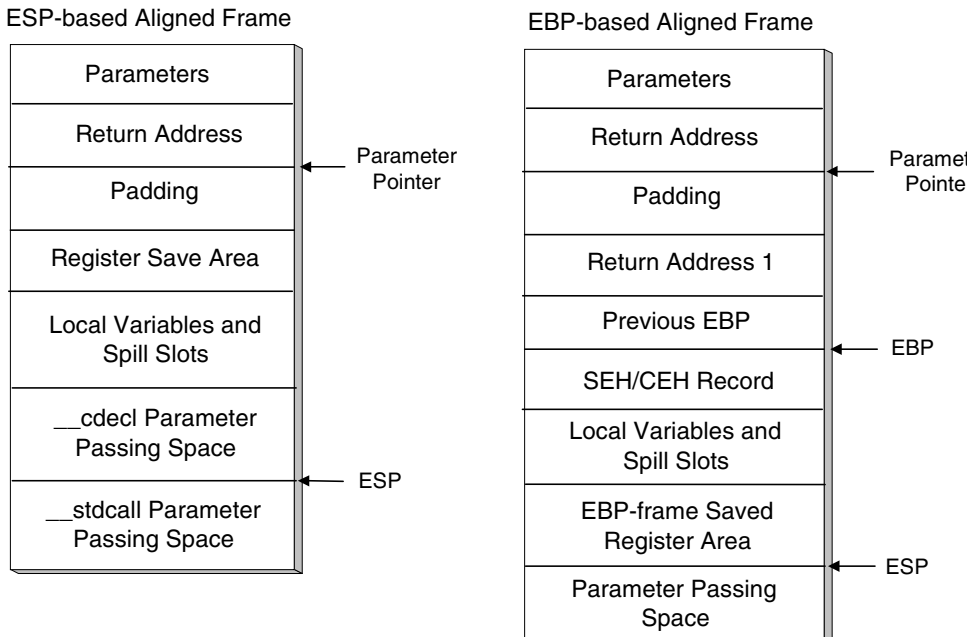 ESP-based Aligned Frame
Parameters
Return Address
Padding
Register Save Area
Local Variables and
Spill Slots
__cdecl Parameter
Passing Space
__stdcall Parameter
Passing Space
Parameter
Pointer
ESP
EBP-based Aligned Frame
Parameters
Return Address
Padding
Return Address 1
Previous EBP
SEH/CEH Record
Local Variables and
Spill Slots
EBP-frame Saved
Register Area
Parameter Passing
Space
Paramet
Pointe
EBP
ESP